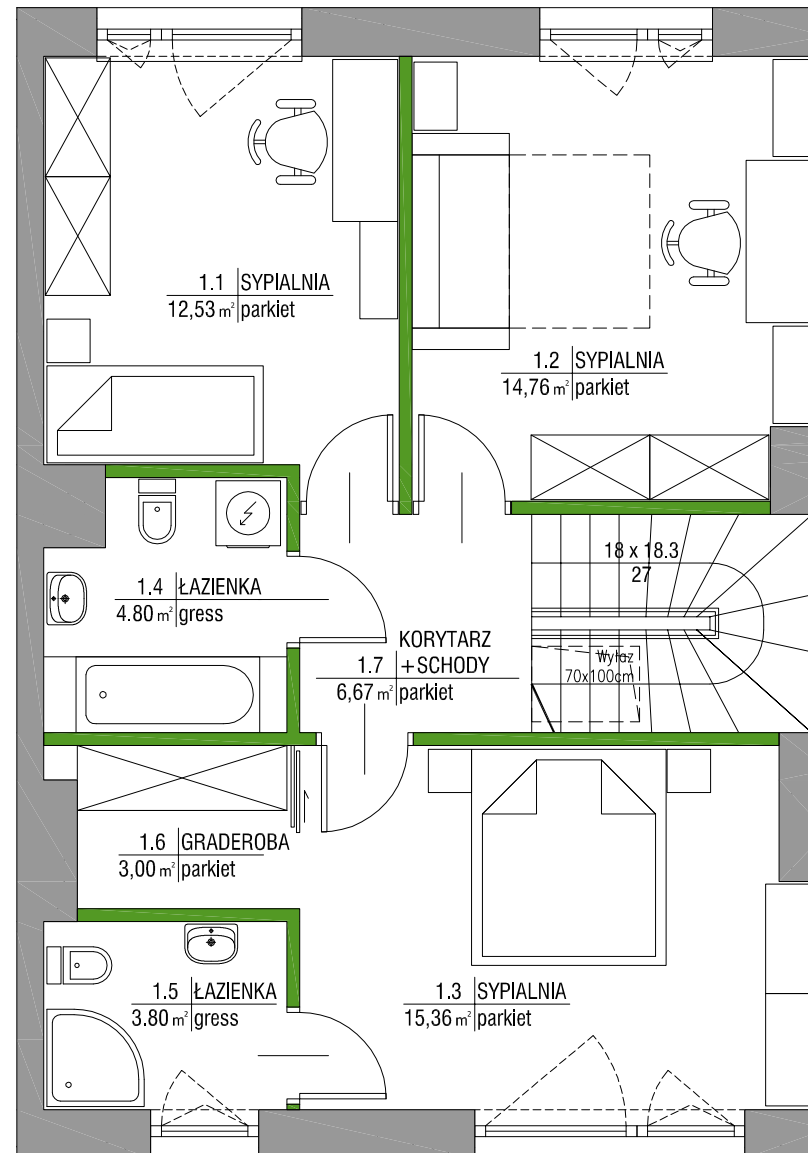 1.1 SYPIALNIA
12,53 m² parkiet
1.2 SYPIALNIA
14,76 m² parkiet
18 x 18.3
27
1.4 ŁAZIENKA
4.80 m² gress
KORYTARZ
1.7 +SCHODY
6,67 m² parkiet
Wyłaz
70x100cm
1.6 GRADEROBA
3,00 m² parkiet
1.5 ŁAZIENKA
3.80 m² gress
1.3 SYPIALNIA
15,36 m² parkiet